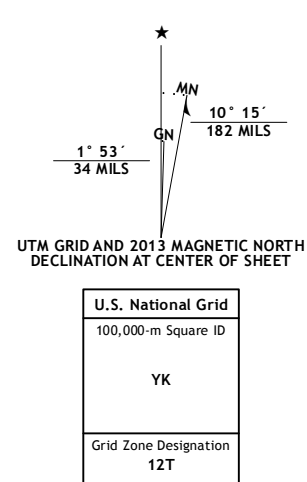 ★
MN
10° 15´
182 MILS
GN
1° 53´
34 MILS
UTM GRID AND 2013 MAGNETIC NORTH
DECLINATION AT CENTER OF SHEET
U.S. National Grid
100,000-m Square ID
YK
Grid Zone Designation
12T